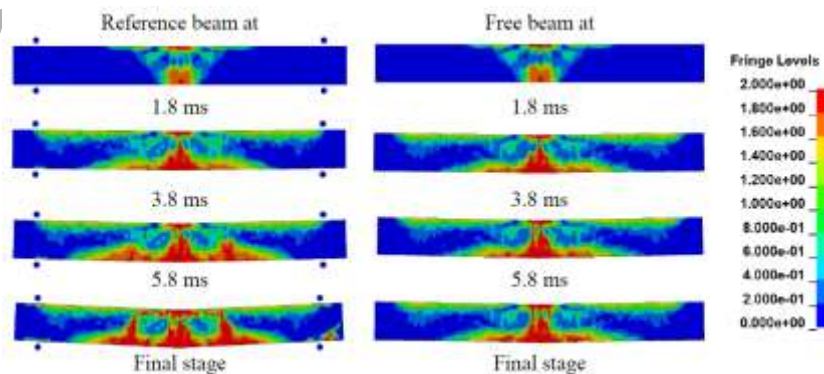 Reference beam at
Free beam at
Fringe Levels
2.000e+00
1.800e+00
1.600e+00
1.400e+00
1.200e+00
1.000e+00
8.000e-01
6.000e-01
4.000e-01
2.000e-01
0.000e+00
1.8 ms
1.8 ms
3.8 ms
3.8 ms
5.8 ms
5.8 ms
Final stage
Final stage